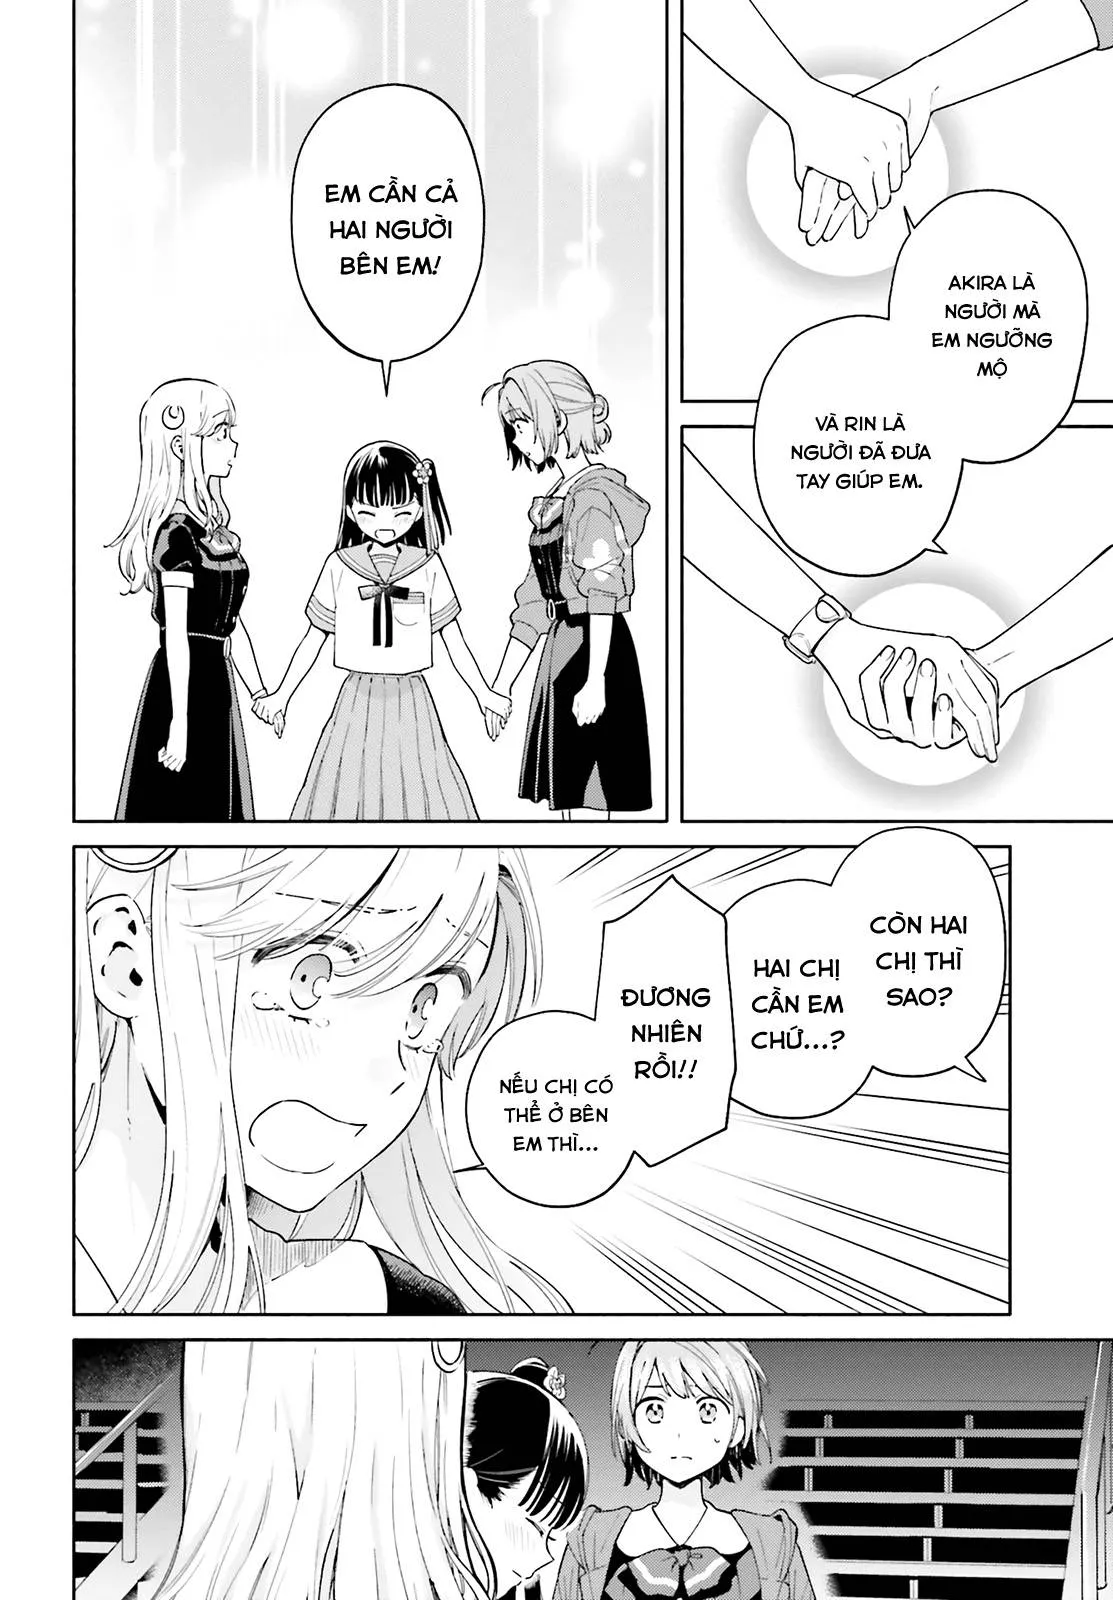 AKIRA LÀ
NGƯỜI MÀ
EM NGƯỠNG
MỘ
VÀ RIN LÀ
NGƯỜI ĐÃ ĐƯA
TAY GIÚP EM.
EM CẦN CẢ
HAI NGƯỜI
BÊN EM!
CÒN HAI
CHỊ THÌ
SAO?
HAI CHỊ
CẦN EM
CHỨ...?
ĐƯƠNG
NHIÊN
RỒI!!
NẾU CHỊ CÓ
THỂ Ở BÊN
EM THÌ...